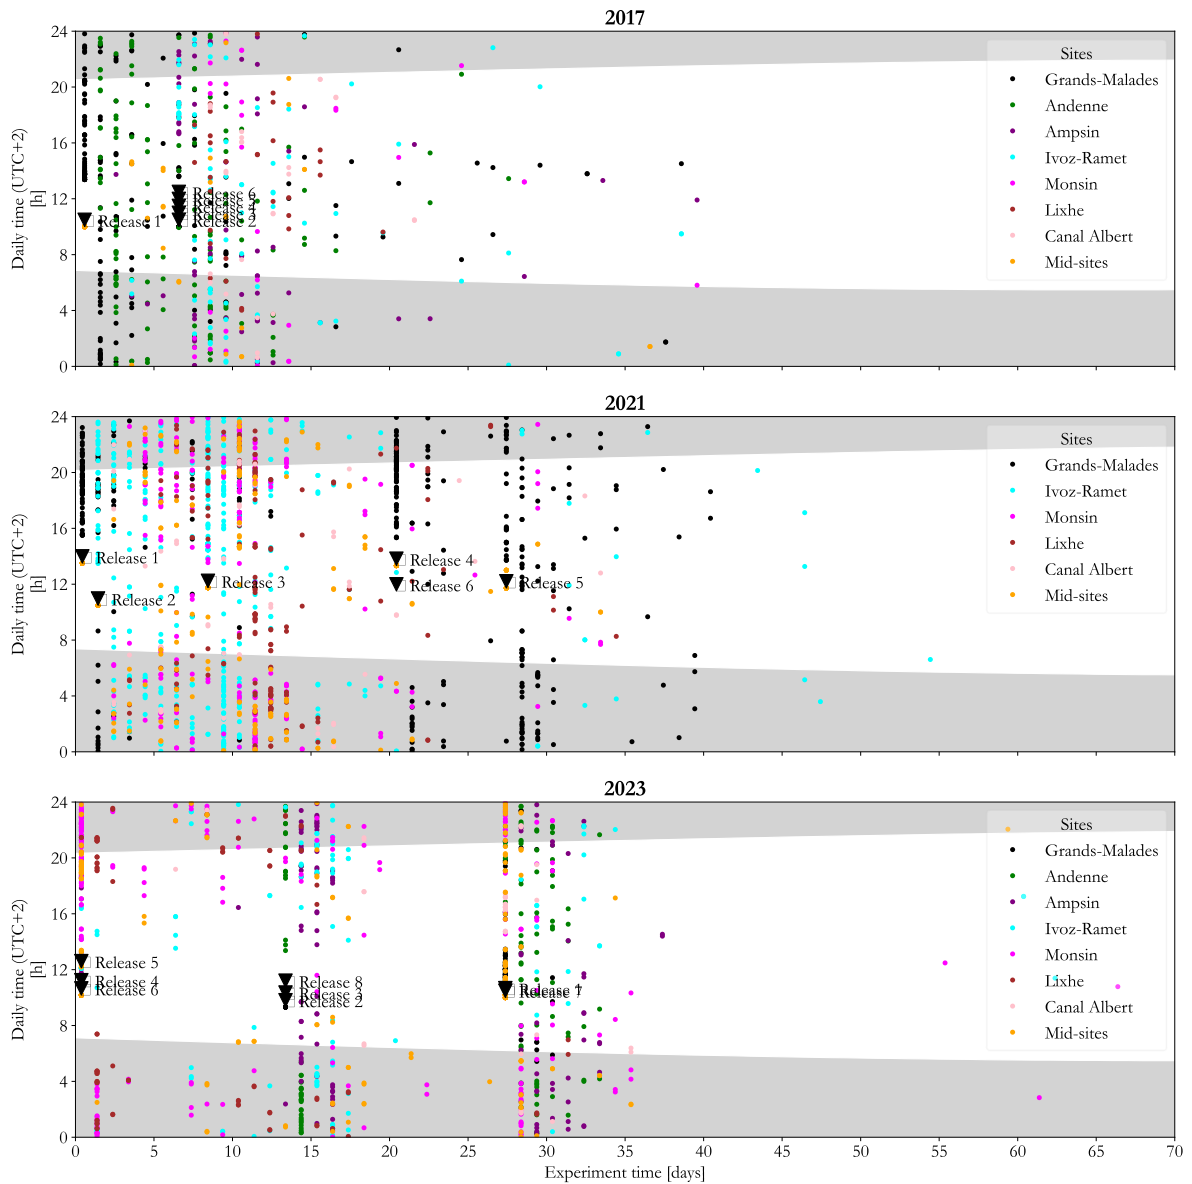 2017
24
20
16
12
8
4
0
Daily time (UTC+2)
[h]
Release 1
Release 6
Release 4
Release 3
Release 2
Sites
Grands-Malades
Andenne
Ampsin
Ivoz-Ramet
Monsin
Lixhe
Canal Albert
Mid-sites
2021
24
20
16
12
8
4
0
Daily time (UTC+2)
[h]
Release 1
Release 2
Release 3
Release 4
Release 6
Release 5
Sites
Grands-Malades
Ivoz-Ramet
Monsin
Lixhe
Canal Albert
Mid-sites
2023
24
20
16
12
8
4
0
Daily time (UTC+2)
[h]
Release 5
Release 4
Release 6
Release 8
Release 3
Release 2
Release 7
Sites
Grands-Malades
Andenne
Ampsin
Ivoz-Ramet
Monsin
Lixhe
Canal Albert
Mid-sites
0 5 10 15 20 25 30 35 40 45 50 55 60 65 70
Experiment time [days]